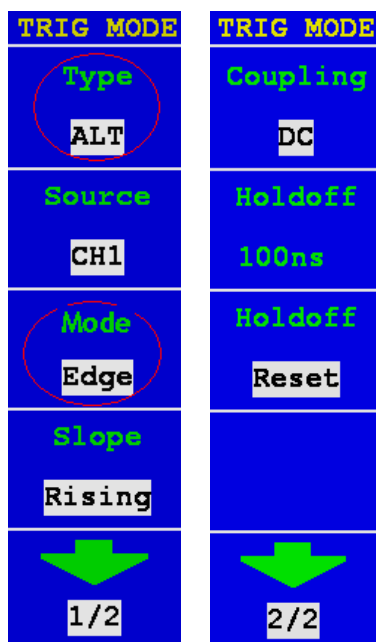 TRIG MODE
Type
ALT
Source
CH1
Mode
Edge
Slope
Rising
1/2
TRIG MODE
Coupling
DC
Holdoff
100ns
Holdoff
Reset
2/2